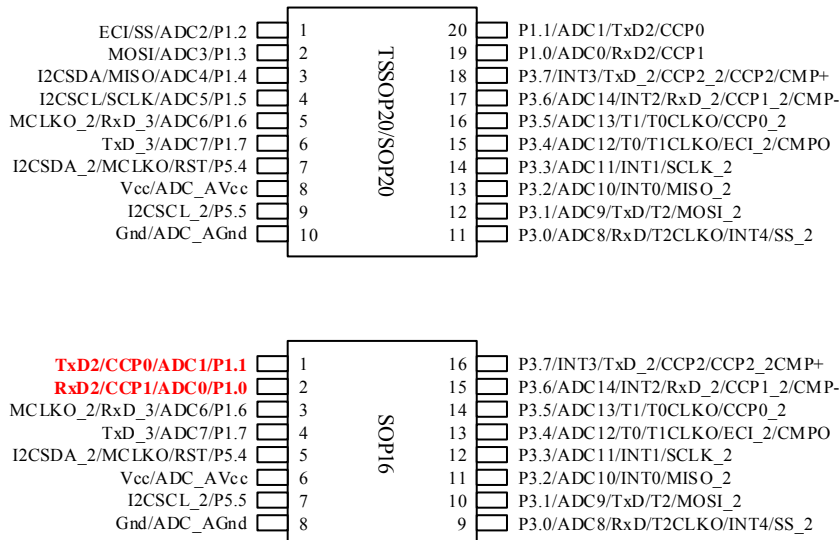 ECI/SS/ADC2/P1.2 1 20 P1.1/ADC1/TxD2/CCP0
MOSI/ADC3/P1.3 2 19 P1.0/ADC0/RxD2/CCP1
I2CSDA/MISO/ADC4/P1.4 3 18 P3.7/INT3/TxD_2/CCP2_2/CCP2/CMP+
I2CSCL/SCLK/ADC5/P1.5 4 17 P3.6/ADC14/INT2/RxD_2/CCP1_2/CMP-
MCLKO_2/RxD_3/ADC6/P1.6 5 16 P3.5/ADC13/T1/T0CLKO/CCP0_2
TxD_3/ADC7/P1.7 6 15 P3.4/ADC12/T0/T1CLKO/ECI_2/CMPO
I2CSDA_2/MCLKO/RST/P5.4 7 14 P3.3/ADC11/INT1/SCLK_2
Vcc/ADC_AVcc 8 13 P3.2/ADC10/INT0/MISO_2
I2CSCL_2/P5.5 9 12 P3.1/ADC9/TxD/T2/MOSI_2
Gnd/ADC_AGnd 10 11 P3.0/ADC8/RxD/T2CLKO/INT4/SS_2
TSSOP20/SOP20
TxD2/CCP0/ADC1/P1.1 1 16 P3.7/INT3/TxD_2/CCP2/CCP2_2CMP+
RxD2/CCP1/ADC0/P1.0 2 15 P3.6/ADC14/INT2/RxD_2/CCP1_2/CMP-
MCLKO_2/RxD_3/ADC6/P1.6 3 14 P3.5/ADC13/T1/T0CLKO/CCP0_2
TxD_3/ADC7/P1.7 4 13 P3.4/ADC12/T0/T1CLKO/ECI_2/CMPO
I2CSDA_2/MCLKO/RST/P5.4 5 12 P3.3/ADC11/INT1/SCLK_2
Vcc/ADC_AVcc 6 11 P3.2/ADC10/INT0/MISO_2
I2CSCL_2/P5.5 7 10 P3.1/ADC9/TxD/T2/MOSI_2
Gnd/ADC_AGnd 8 9 P3.0/ADC8/RxD/T2CLKO/INT4/SS_2
SOP16